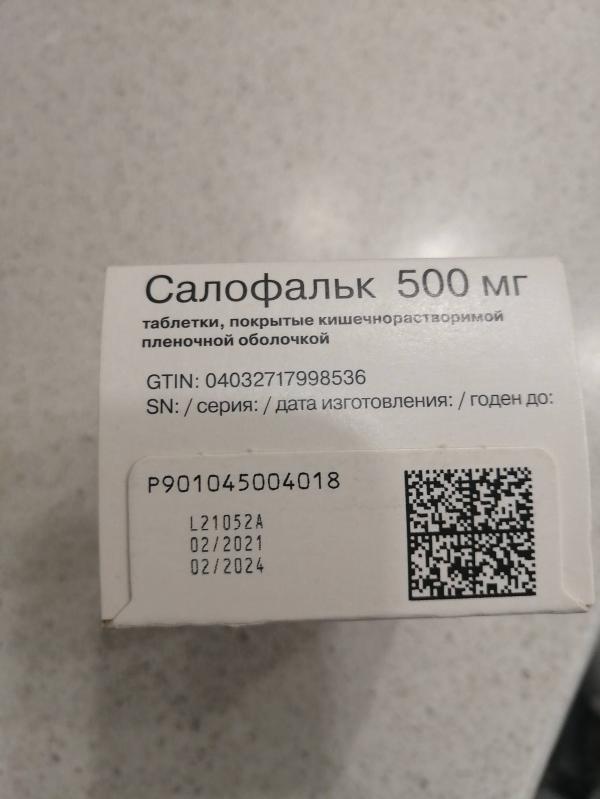 Салофальк 500 мг
таблетки, покрытые кишечнорастворимой
пленочной оболочкой
GTIN: 04032717998536
SN: / серия: / дата изготовления: / годен до:
P901045004018
L21052A
02/2021
02/2024